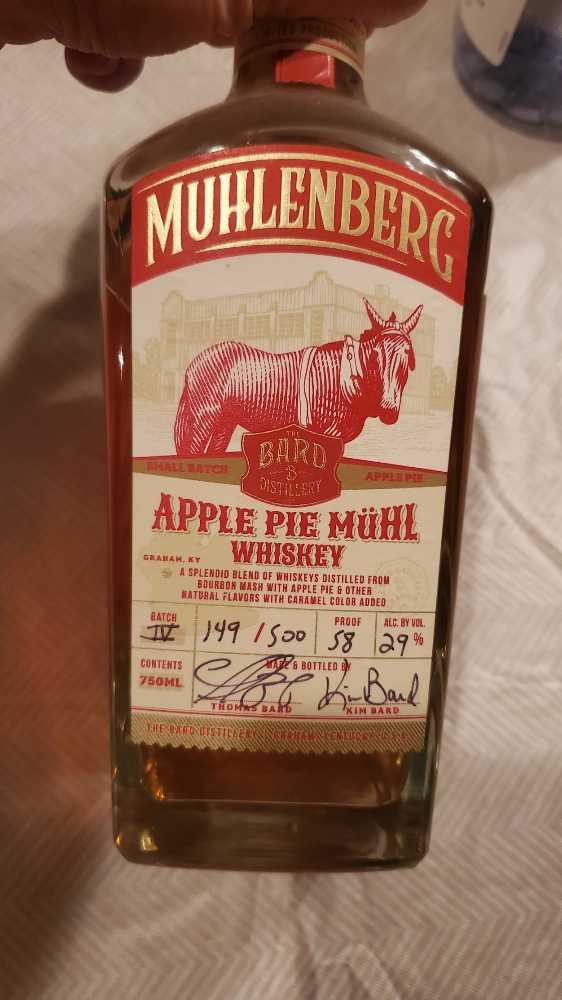 MUHLENBERG
THE
BARD
B
DISTILLERY
SMALL BATCH
APPLE PIE
APPLE PIE MÜHL
WHISKEY
GRAHAM, KY
A SPLENDID BLEND OF WHISKEYS DISTILLED FROM
BOURBON MASH WITH APPLE PIE & OTHER
NATURAL FLAVORS WITH CARAMEL COLOR ADDED
BATCH
IV
149 / 500
PROOF
58
ALC. BY VOL.
29 %
CONTENTS
750ML
MADE & BOTTLED BY
Kim Bard
THOMAS BARD
KIM BARD
THE BARD DISTILLERY GRAHAM, KENTUCKY U.S.A.